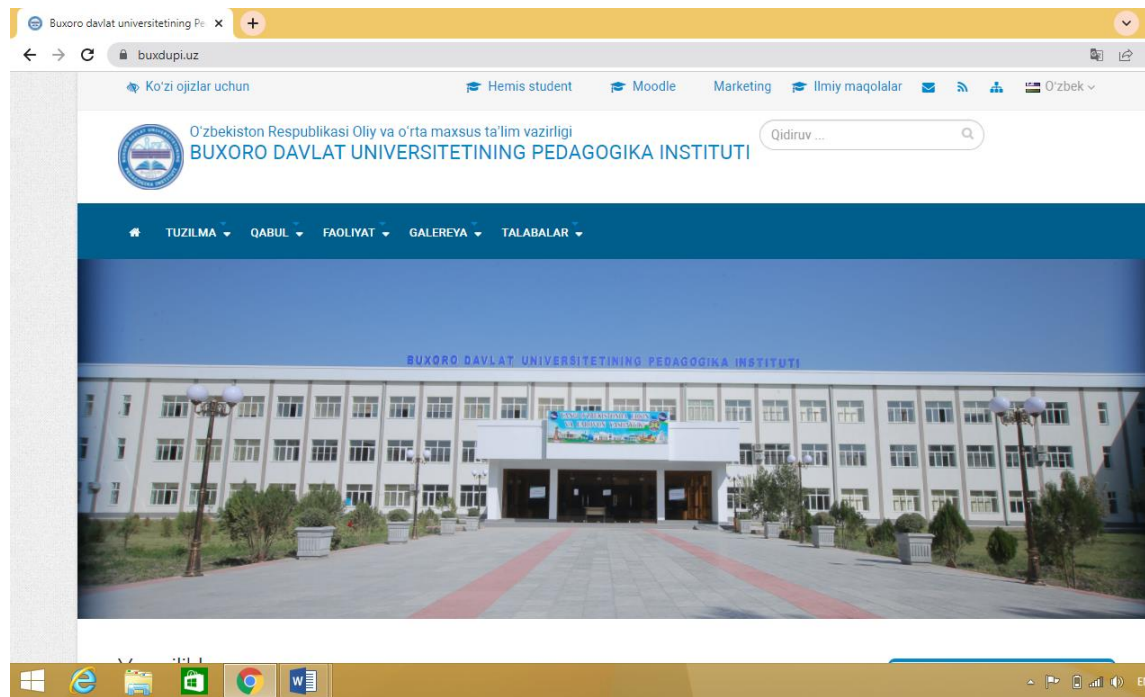 Buxoro davlat universitetining Pe
buxdupi.uz
Ko'zi ojizlar uchun
Hemis student
Moodle
Marketing
Ilmiy maqolalar
O'zbek
O'zbekiston Respublikasi Oliy va o'rta maxsus ta'lim vazirligi
BUXORO DAVLAT UNIVERSITETINING PEDAGOGIKA INSTITUTI
Qidiruv ...
TUZILMA
QABUL
FAOLIYAT
GALEREYA
TALABALAR
BUXORO DAVLAT UNIVERSITETINING PEDAGOGIKA INSTITUTI